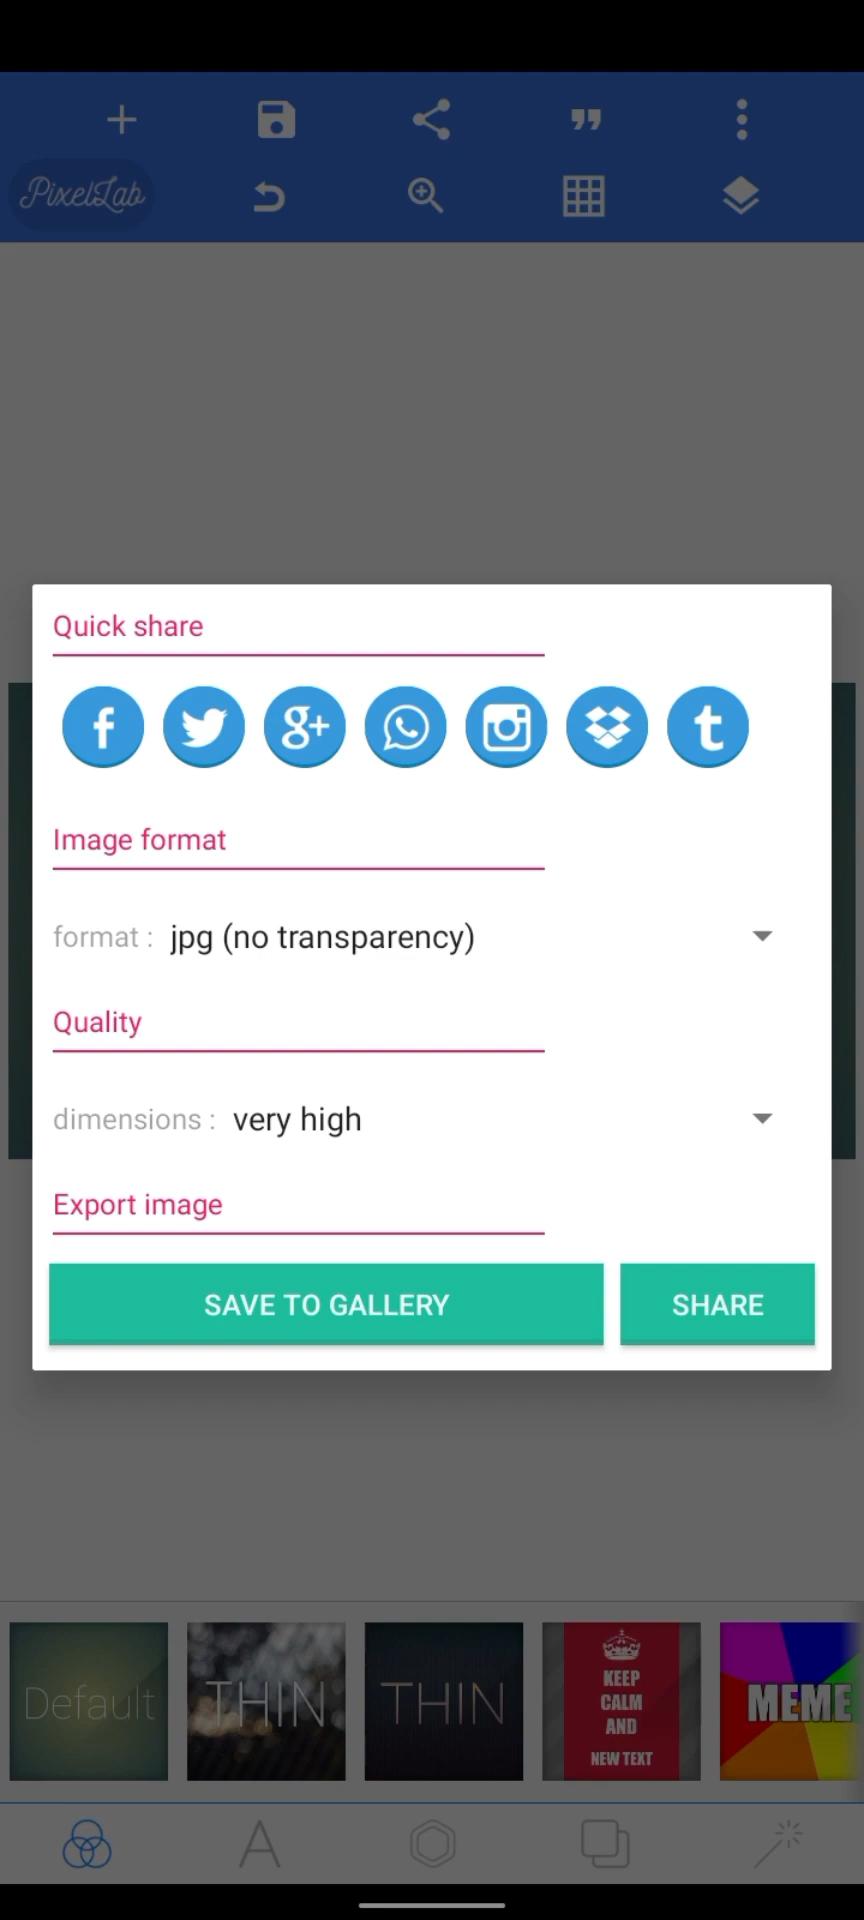 PixelLab
Quick share
Image format
format : jpg (no transparency)
Quality
dimensions : very high
Export image
SAVE TO GALLERY SHARE
Default
THIN
THIN
KEEP
CALM
AND
NEW TEXT
MEME